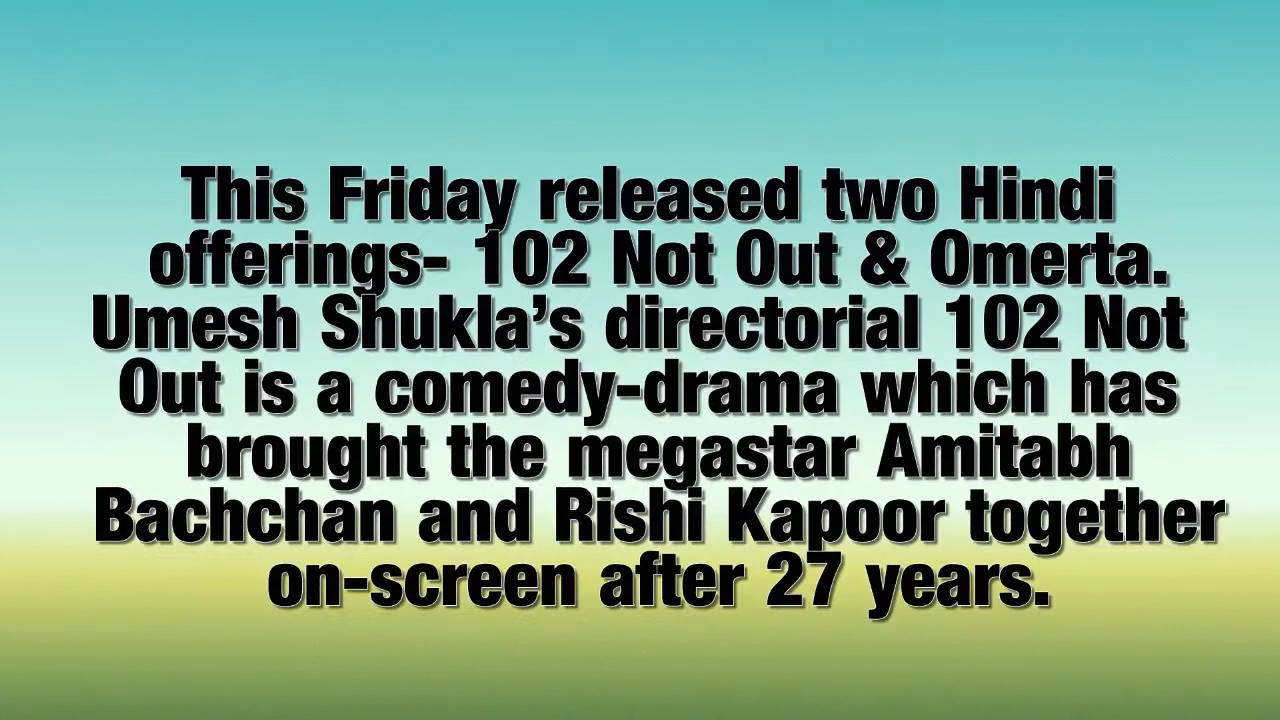 This Friday released two Hindi
offerings- 102 Not Out & Omerta.
Umesh Shukla’s directorial 102 Not
Out is a comedy-drama which has
brought the megastar Amitabh
Bachchan and Rishi Kapoor together
on-screen after 27 years.